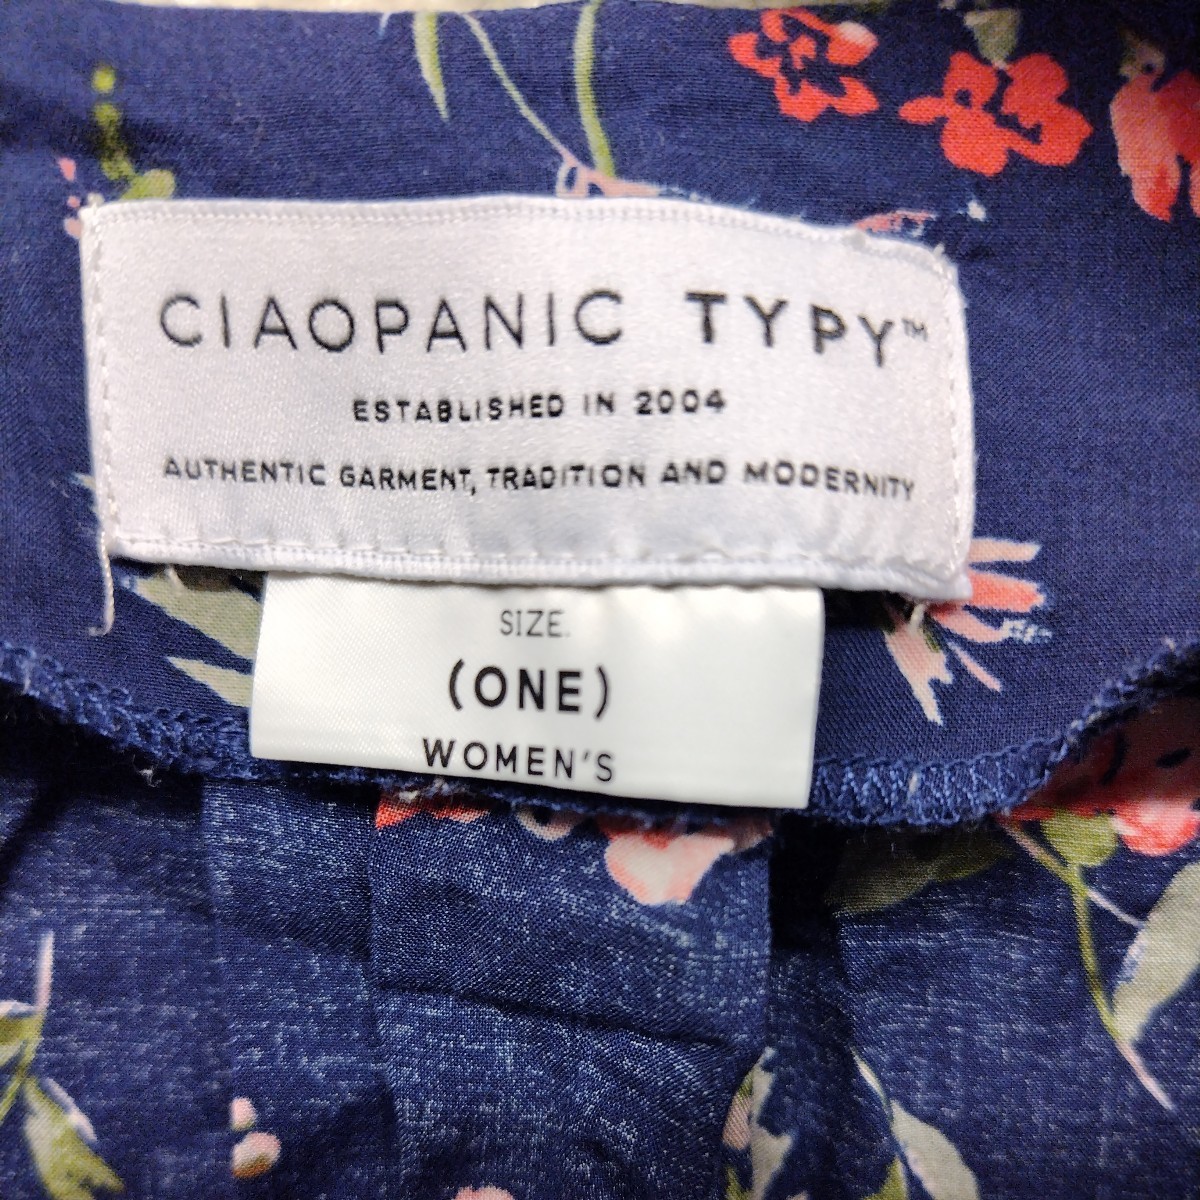 CIAOPANIC TYPY™
ESTABLISHED IN 2004
AUTHENTIC GARMENT, TRADITION AND MODERNITY
SIZE.
(ONE)
WOMEN'S